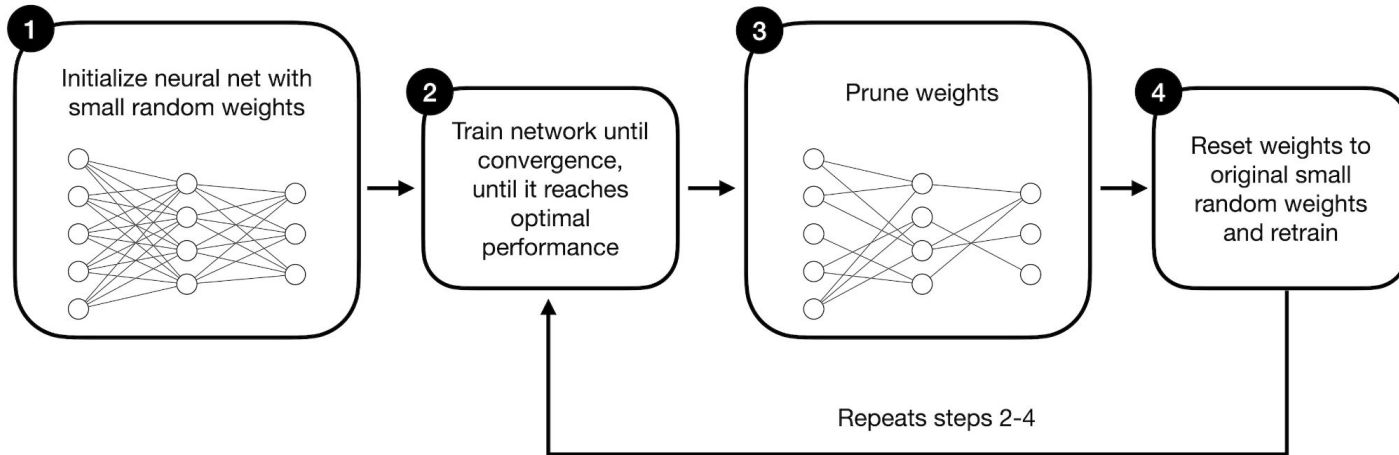 1
Initialize neural net with
small random weights
2
Train network until
convergence,
until it reaches
optimal
performance
3
Prune weights
4
Reset weights to
original small
random weights
and retrain
Repeats steps 2-4